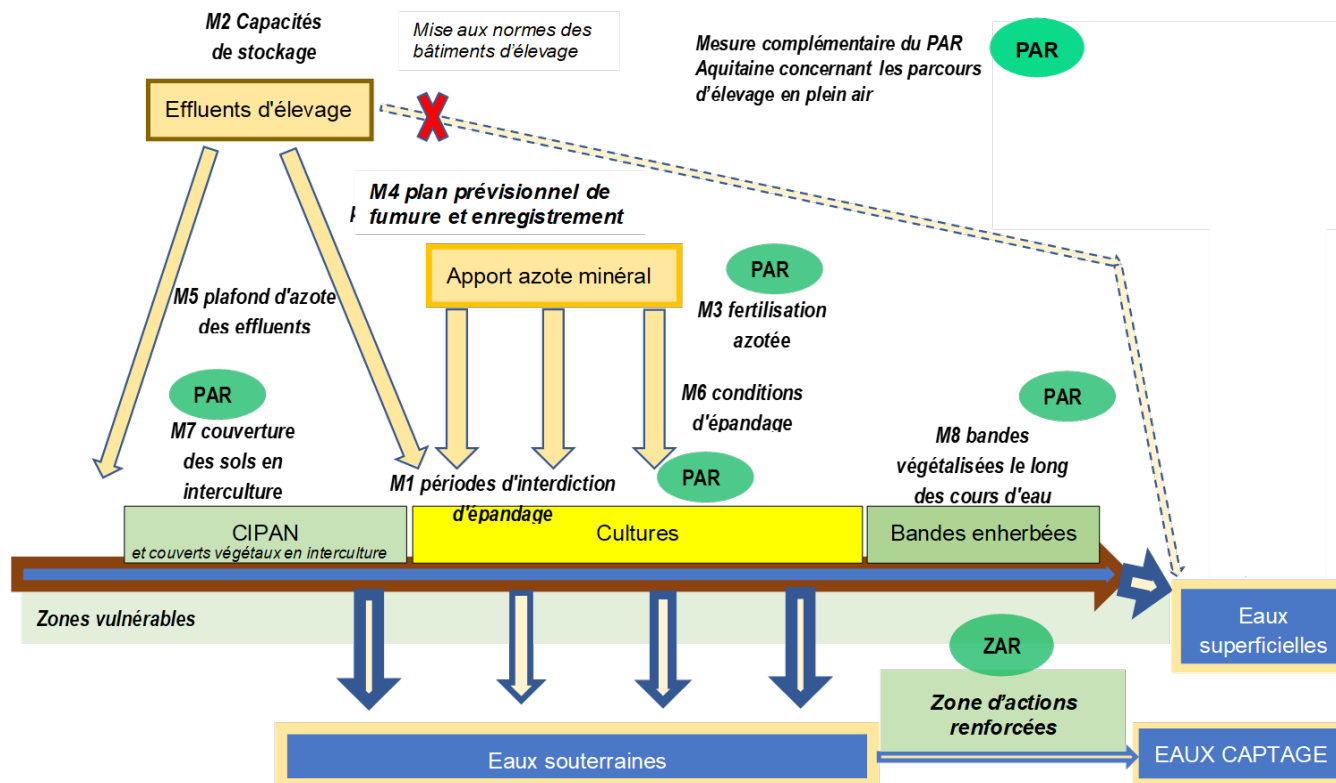 M2 Capacités
de stockage
Mise aux normes des
bâtiments d'élevage
Mesure complémentaire du PAR
Aquitaine concernant les parcours
d'élevage en plein air
PAR
Effluents d'élevage
M4 plan prévisionnel de
fumure et enregistrement
Apport azote minéral
PAR
M5 plafond d'azote
des effluents
M3 fertilisation
azotée
PAR
M7 couverture
des sols en
interculture
M6 conditions
d'épandage
PAR
M8 bandes
végétalisées le long
des cours d'eau
PAR
M1 périodes d'interdiction
d'épandage
CIPAN
et couverts végétaux en interculture
Cultures
Bandes enherbées
Zones vulnérables
Eaux
superficielles
ZAR
Zone d'actions
renforcées
Eaux souterraines
EAUX CAPTAGE